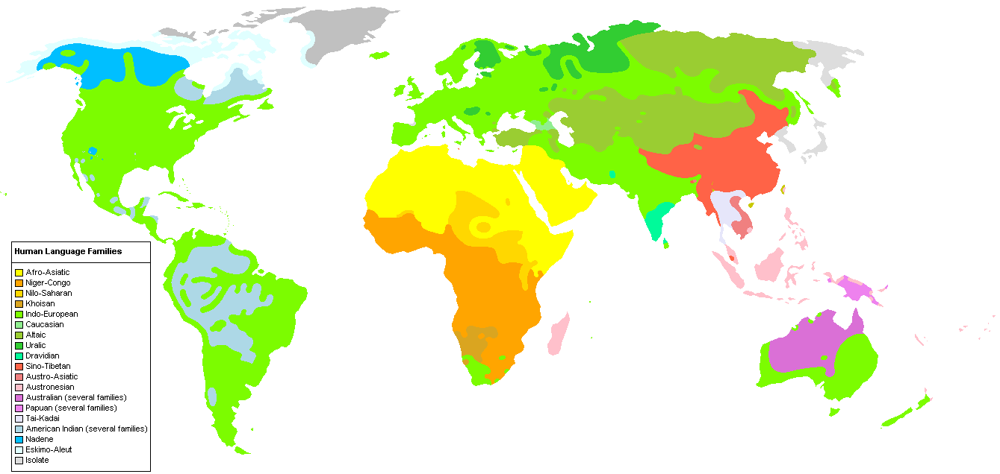 Human Language Families
Afro-Asiatic
Niger-Congo
Nilo-Saharan
Khoisan
Indo-European
Caucasian
Altaic
Uralic
Dravidian
Sino-Tibetan
Austro-Asiatic
Austronesian
Australian (several families)
Papuan (several families)
Tai-Kadai
American Indian (several families)
Nadene
Eskimo-Aleut
Isolate